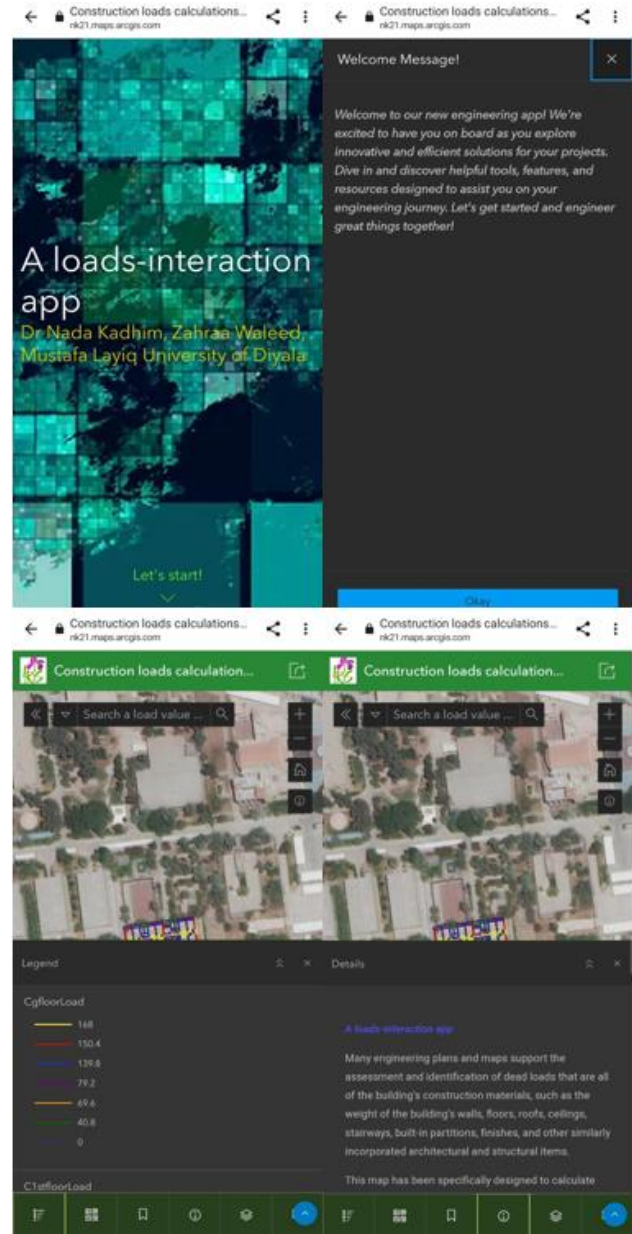 Construction loads calculations...
nk21.maps.arcgis.com
A loads-interaction
app
Dr Nada Kadhim, Zahraa Waleed,
Mustafa Layiq University of Diyala
Let's start!
Construction loads calculations...
nk21.maps.arcgis.com
Welcome Message!
Welcome to our new engineering app! We're
excited to have you on board as you explore
innovative and efficient solutions for your projects.
Dive in and discover helpful tools, features, and
resources designed to assist you on your
engineering journey. Let's get started and engineer
great things together!
Okay
Construction loads calculations...
nk21.maps.arcgis.com
Construction loads calculation...
Search a load value ...
Legend
CgfloorLoad
168
150.4
139.8
79.2
69.6
40.8
0
C1stfloorLoad
Construction loads calculations...
nk21.maps.arcgis.com
Construction loads calculation...
Search a load value ...
Details
A loads-interaction app
Many engineering plans and maps support the
assessment and identification of dead loads that are all
of the building's construction materials, such as the
weight of the building's walls, floors, roofs, ceilings,
stairways, built-in partitions, finishes, and other similarly
incorporated architectural and structural items.
This map has been specifically designed to calculate